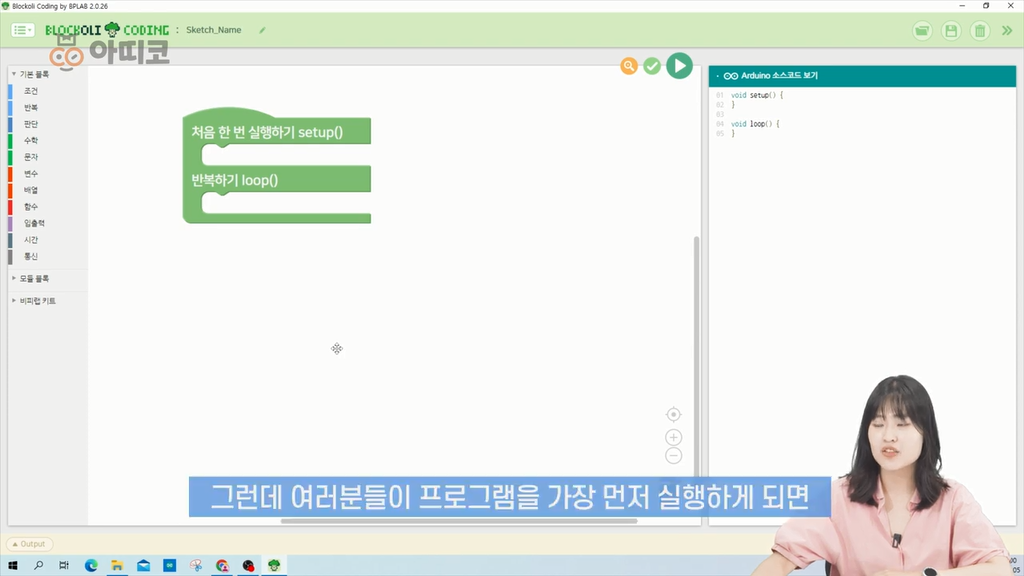 Blockoli Coding by BPLAB 2.0.26
BLOCKOLI CODING : Sketch_Name
아띠코
기본 블록
조건
반복
판단
수학
문자
변수
배열
함수
입출력
시간
통신
모듈 블록
비피랩 키트
처음 한 번 실행하기 setup()
반복하기 loop()
Arduino 소스코드 보기
01 void setup() {
02 }
03
04 void loop() {
05 }
그런데 여러분들이 프로그램을 가장 먼저 실행하게 되면
Output